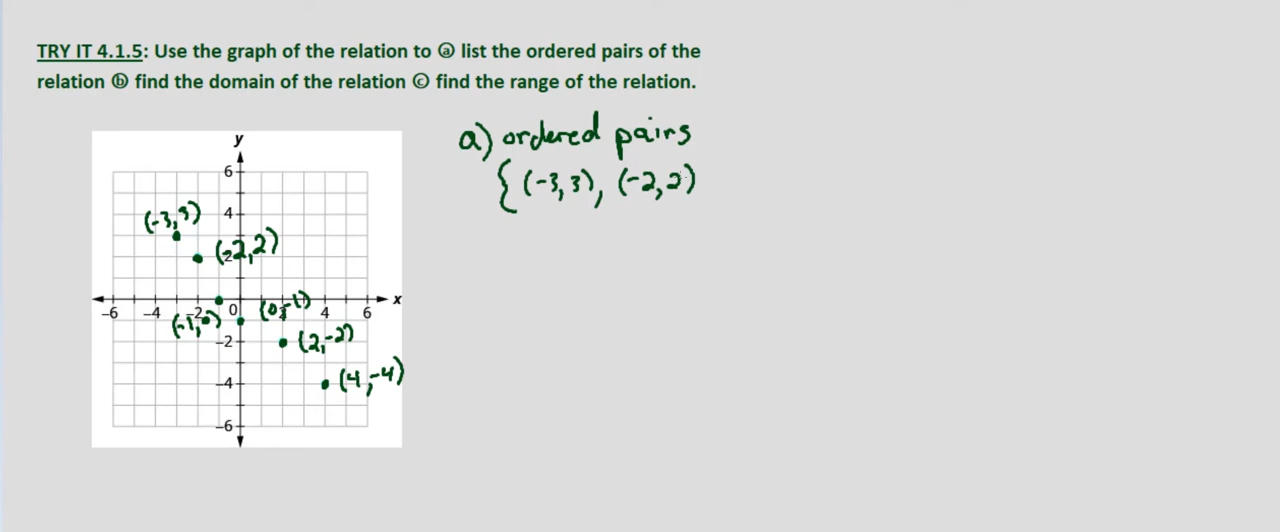 TRY IT 4.1.5: Use the graph of the relation to ⓐ list the ordered pairs of the
relation ⓑ find the domain of the relation ⓒ find the range of the relation.
a) ordered pairs
{(-3,3), (-2,2)
y
6
(-3,3) 4
(-2,2)
2
x
-6 -4 -2 0 4 6
(0,-1)
(-1,0)
-2 (2,-2)
-4 (4,-4)
-6